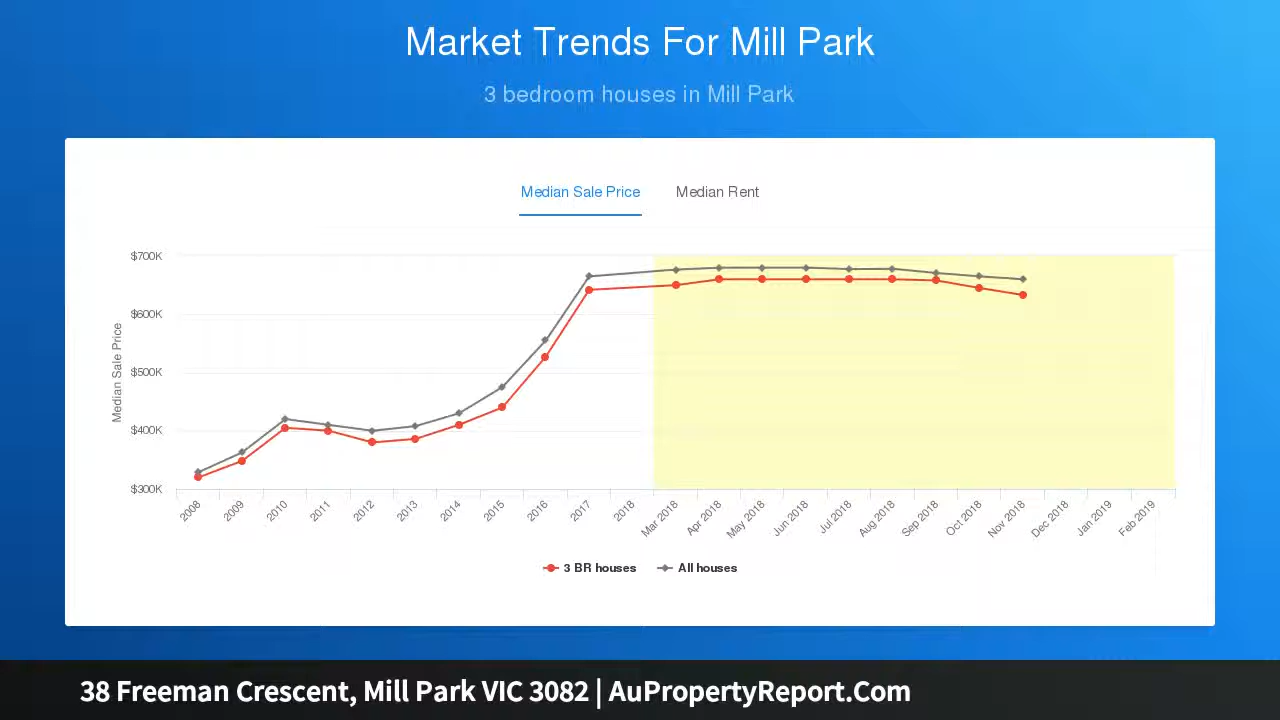 Market Trends For Mill Park
3 bedroom houses in Mill Park
Median Sale Price Median Rent
$700K
$600K
$500K
$400K
$300K
Median Sale Price
2008 2009 2010 2011 2012 2013 2014 2015 2016 2017 2018 Mar 2018 Apr 2018 May 2018 Jun 2018 Jul 2018 Aug 2018 Sep 2018 Oct 2018 Nov 2018 Dec 2018 Jan 2019 Feb 2019
3 BR houses All houses
38 Freeman Crescent, Mill Park VIC 3082 | AuPropertyReport.Com